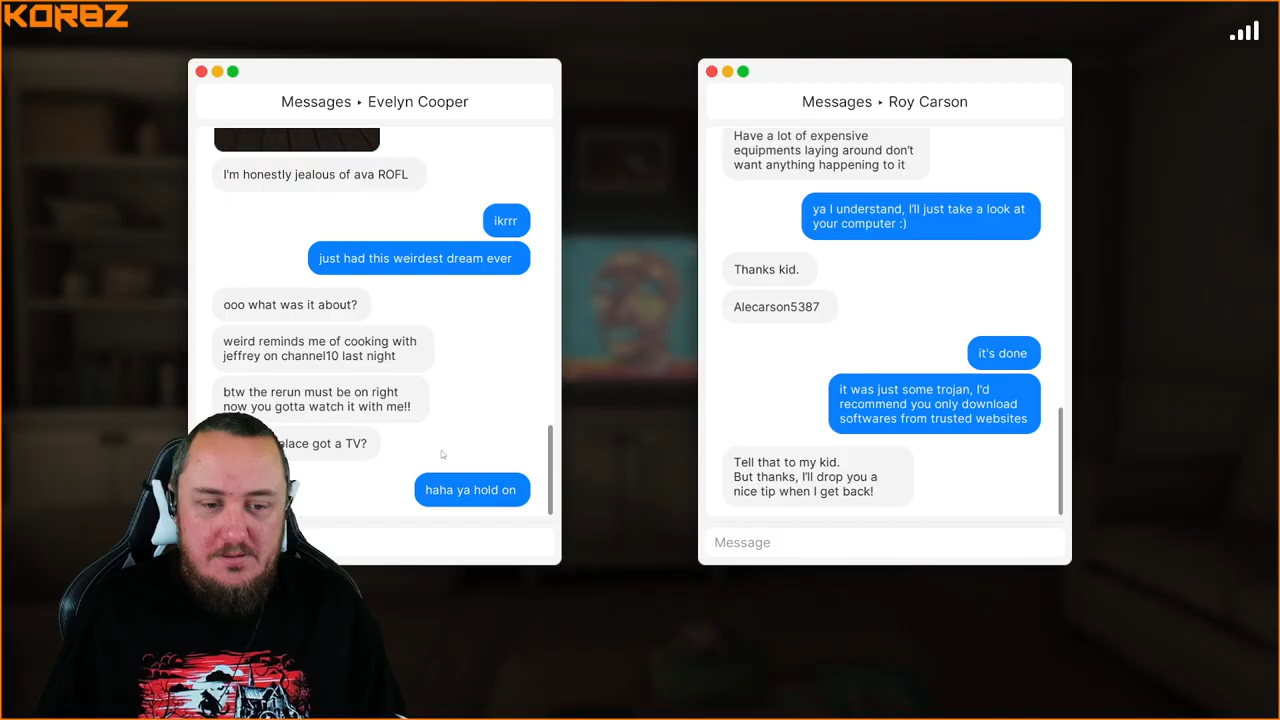 KORBZ
Messages ▸ Evelyn Cooper
I'm honestly jealous of ava ROFL
ikrrr
just had this weirdest dream ever
ooo what was it about?
weird reminds me of cooking with
jeffrey on channel10 last night
btw the rerun must be on right
now you gotta watch it with me!!
place got a TV?
haha ya hold on
Messages ▸ Roy Carson
Have a lot of expensive
equipments laying around don't
want anything happening to it
ya I understand, I'll just take a look at
your computer :)
Thanks kid.
Alecarson5387
it's done
it was just some trojan, I'd
recommend you only download
softwares from trusted websites
Tell that to my kid.
But thanks, I'll drop you a
nice tip when I get back!
Message